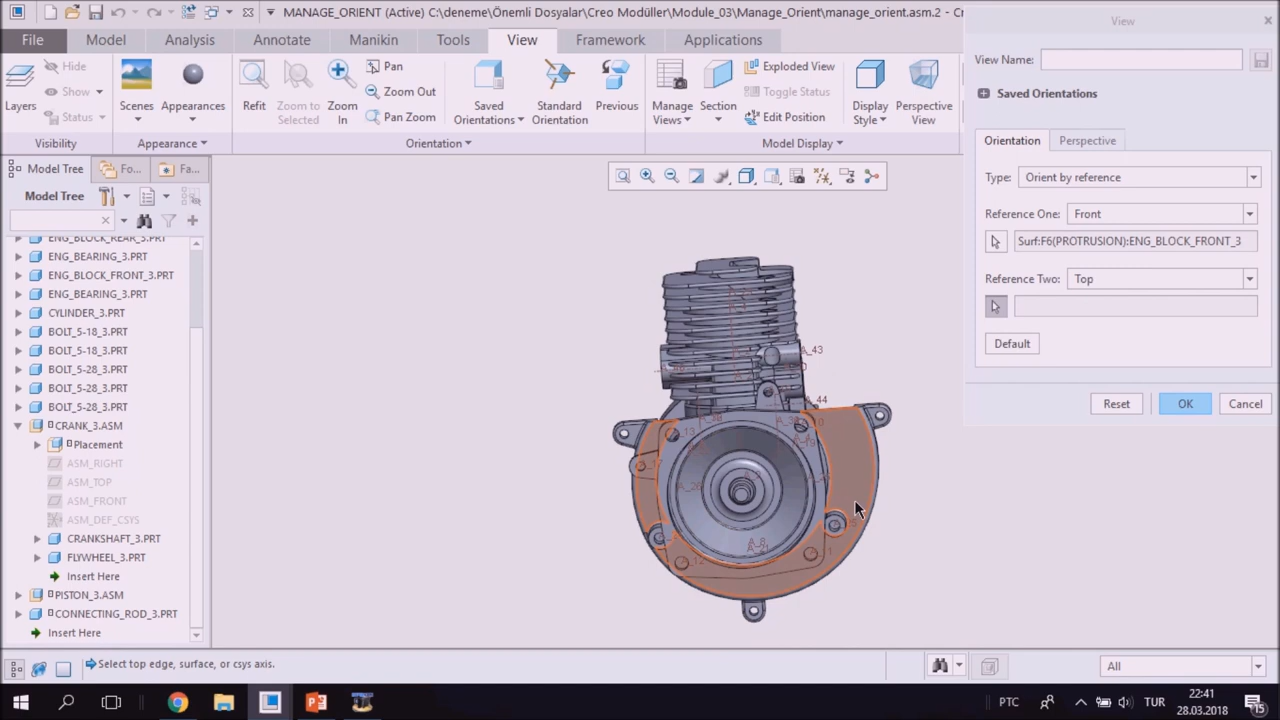 MANAGE_ORIENT (Active) C:\deneme\Önemli Dosyalar\Creo Modüller\Module_03\Manage_Orient\manage_orient.asm.2 - Cr
View
File Model Analysis Annotate Manikin Tools View Framework Applications
View Name:
Hide
Show
Status
Layers
Scenes
Appearances
Refit
Zoom to Selected
Zoom In
Pan
Zoom Out
Pan Zoom
Saved Orientations
Standard Orientation
Previous
Manage Views
Section
Exploded View
Toggle Status
Edit Position
Display Style
Perspective View
Saved Orientations
Visibility
Appearance
Orientation
Model Display
Orientation
Perspective
Model Tree
Fo...
Fa...
Type:
Orient by reference
Model Tree
Reference One:
Front
Surf:F6(PROTRUSION):ENG_BLOCK_FRONT_3
Reference Two:
Top
Default
Reset
OK
Cancel
ENG_BLOCK_REAR_3.PRT
ENG_BEARING_3.PRT
ENG_BLOCK_FRONT_3.PRT
ENG_BEARING_3.PRT
CYLINDER_3.PRT
BOLT_5-18_3.PRT
BOLT_5-18_3.PRT
BOLT_5-28_3.PRT
BOLT_5-28_3.PRT
BOLT_5-28_3.PRT
CRANK_3.ASM
Placement
ASM_RIGHT
ASM_TOP
ASM_FRONT
ASM_DEF_CSYS
CRANKSHAFT_3.PRT
FLYWHEEL_3.PRT
Insert Here
PISTON_3.ASM
CONNECTING_ROD_3.PRT
Insert Here
A_43
A_44
A_13
A_8
A_21
A_12
Select top edge, surface, or csys axis.
All
PTC
TUR
22:41
28.03.2018
15